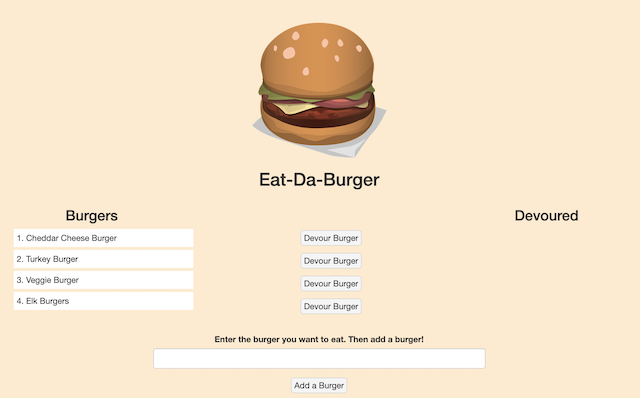 Eat-Da-Burger
Burgers
Devoured
1. Cheddar Cheese Burger
Devour Burger
2. Turkey Burger
Devour Burger
3. Veggie Burger
Devour Burger
4. Elk Burgers
Devour Burger
Enter the burger you want to eat. Then add a burger!
Add a Burger